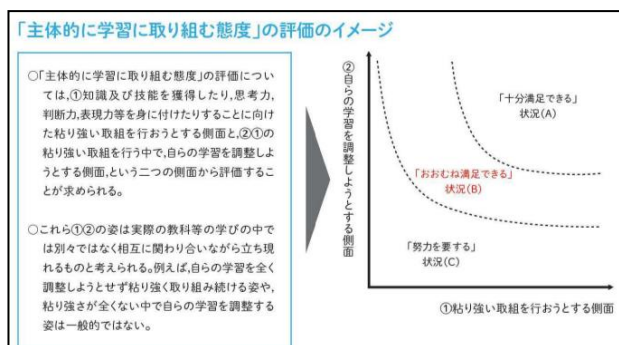 「主体的に学習に取り組む態度」の評価のイメージ
○「主体的に学習に取り組む態度」の評価につい
ては,①知識及び技能を獲得したり,思考力,
判断力,表現力等を身に付けたりすることに向け
た粘り強い取組を行おうとする側面と,②①の
粘り強い取組を行う中で,自らの学習を調整しよ
うとする側面,という二つの側面から評価するこ
とが求められる。
○これら①②の姿は実際の教科等の学びの中で
は別々ではなく相互に関わり合いながら立ち現
れるものと考えられる。例えば,自らの学習を全く
調整しようとせず粘り強く取り組み続ける姿や,
粘り強さが全くない中で自らの学習を調整する
姿は一般的ではない。
②自らの学習を調整しようとする側面
「十分満足できる」
状況(A)
「おおむね満足できる」
状況(B)
「努力を要する」
状況(C)
①粘り強い取組を行おうとする側面